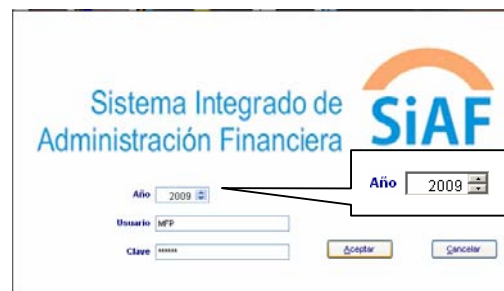 Sistema Integrado de
Administración Financiera
SiAF
Año 2009
Año 2009
Usuario MFP
Clave ******
Aceptar Cancelar